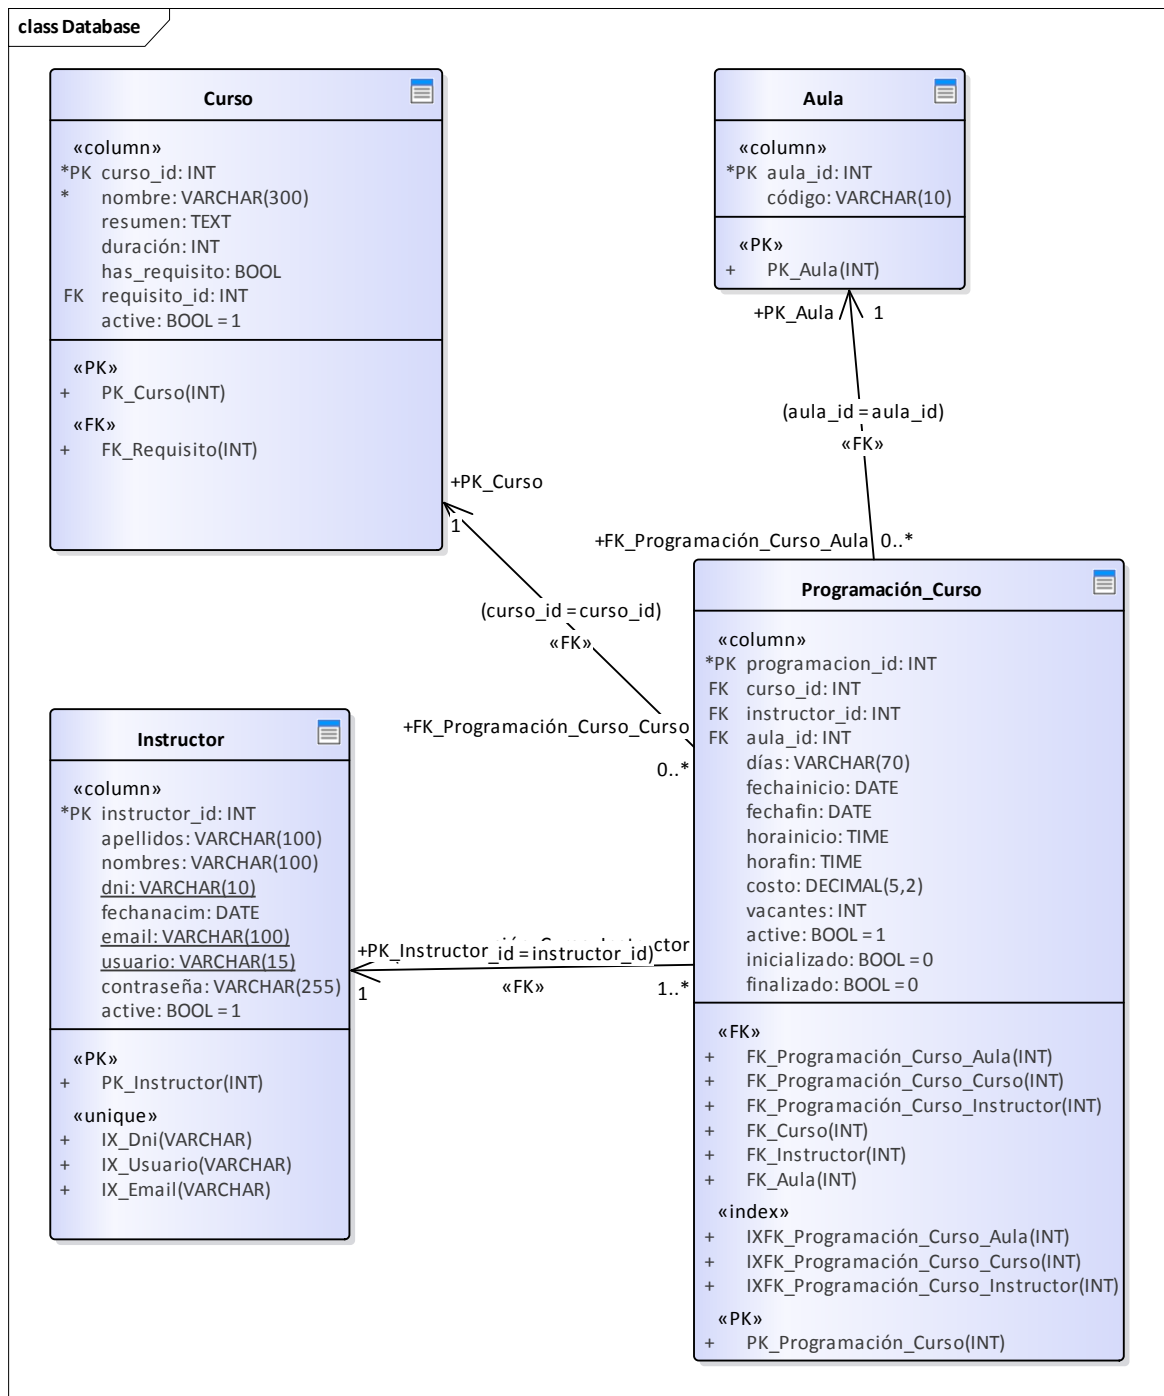 class Database
Curso
«column»
*PK curso_id: INT
* nombre: VARCHAR(300)
resumen: TEXT
duración: INT
has_requisito: BOOL
FK requisito_id: INT
active: BOOL = 1
«PK»
+ PK_Curso(INT)
«FK»
+ FK_Requisito(INT)
Aula
«column»
*PK aula_id: INT
código: VARCHAR(10)
«PK»
+ PK_Aula(INT)
+PK_Aula 1
(aula_id = aula_id)
«FK»
+FK_Programación_Curso_Aula 0..*
+PK_Curso
1
(curso_id = curso_id)
«FK»
+FK_Programación_Curso_Curso
0..*
Instructor
«column»
*PK instructor_id: INT
apellidos: VARCHAR(100)
nombres: VARCHAR(100)
dni: VARCHAR(10)
fechanacim: DATE
email: VARCHAR(100)
usuario: VARCHAR(15)
contraseña: VARCHAR(255)
active: BOOL = 1
«PK»
+ PK_Instructor(INT)
«unique»
+ IX_Dni(VARCHAR)
+ IX_Usuario(VARCHAR)
+ IX_Email(VARCHAR)
+PK_Instructor_id = instructor_id)
1
«FK»
1..*
Programación_Curso
«column»
*PK programacion_id: INT
FK curso_id: INT
FK instructor_id: INT
FK aula_id: INT
días: VARCHAR(70)
fechainicio: DATE
fechafin: DATE
horainicio: TIME
horafin: TIME
costo: DECIMAL(5,2)
vacantes: INT
active: BOOL = 1
inicializado: BOOL = 0
finalizado: BOOL = 0
«FK»
+ FK_Programación_Curso_Aula(INT)
+ FK_Programación_Curso_Curso(INT)
+ FK_Programación_Curso_Instructor(INT)
+ FK_Curso(INT)
+ FK_Instructor(INT)
+ FK_Aula(INT)
«index»
+ IXFK_Programación_Curso_Aula(INT)
+ IXFK_Programación_Curso_Curso(INT)
+ IXFK_Programación_Curso_Instructor(INT)
«PK»
+ PK_Programación_Curso(INT)